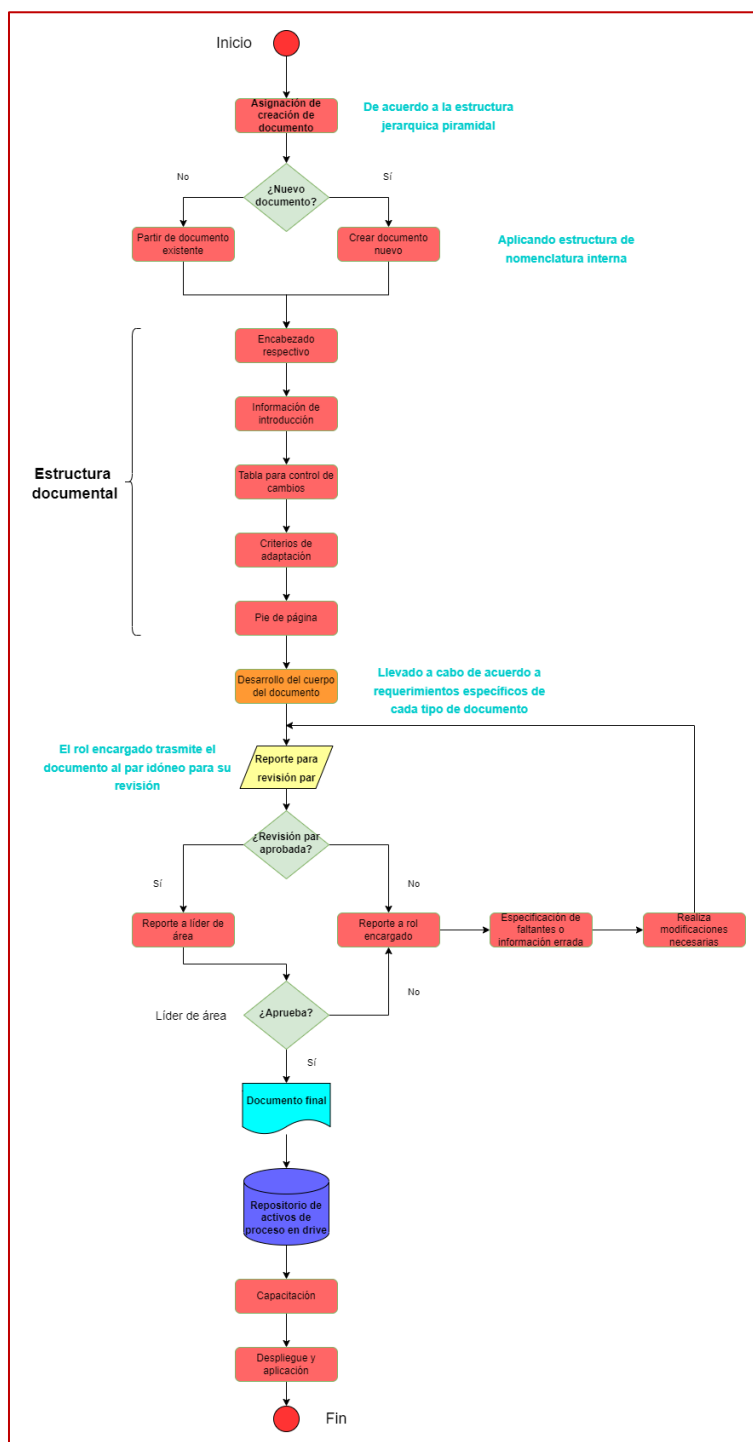 Inicio
Asignación de
creación de
documento
De acuerdo a la estructura
jerarquica piramidal
No
Sí
¿Nuevo
documento?
Partir de documento
existente
Crear documento
nuevo
Aplicando estructura de
nomenclatura interna
Encabezado
respectivo
Información de
introducción
Estructura
documental
Tabla para control de
cambios
Criterios de
adaptación
Pie de página
Desarrollo del cuerpo
del documento
Llevado a cabo de acuerdo a
requerimientos específicos de
cada tipo de documento
El rol encargado trasmite el
documento al par idóneo para su
revisión
Reporte para
revisión par
¿Revisión par
aprobada?
Sí
No
Reporte a líder de
área
Reporte a rol
encargado
Especificación de
faltantes o
información errada
Realiza
modificaciones
necesarias
No
Líder de área
¿Aprueba?
Sí
Documento final
Repositorio de
activos de
proceso en drive
Capacitación
Despliegue y
aplicación
Fin